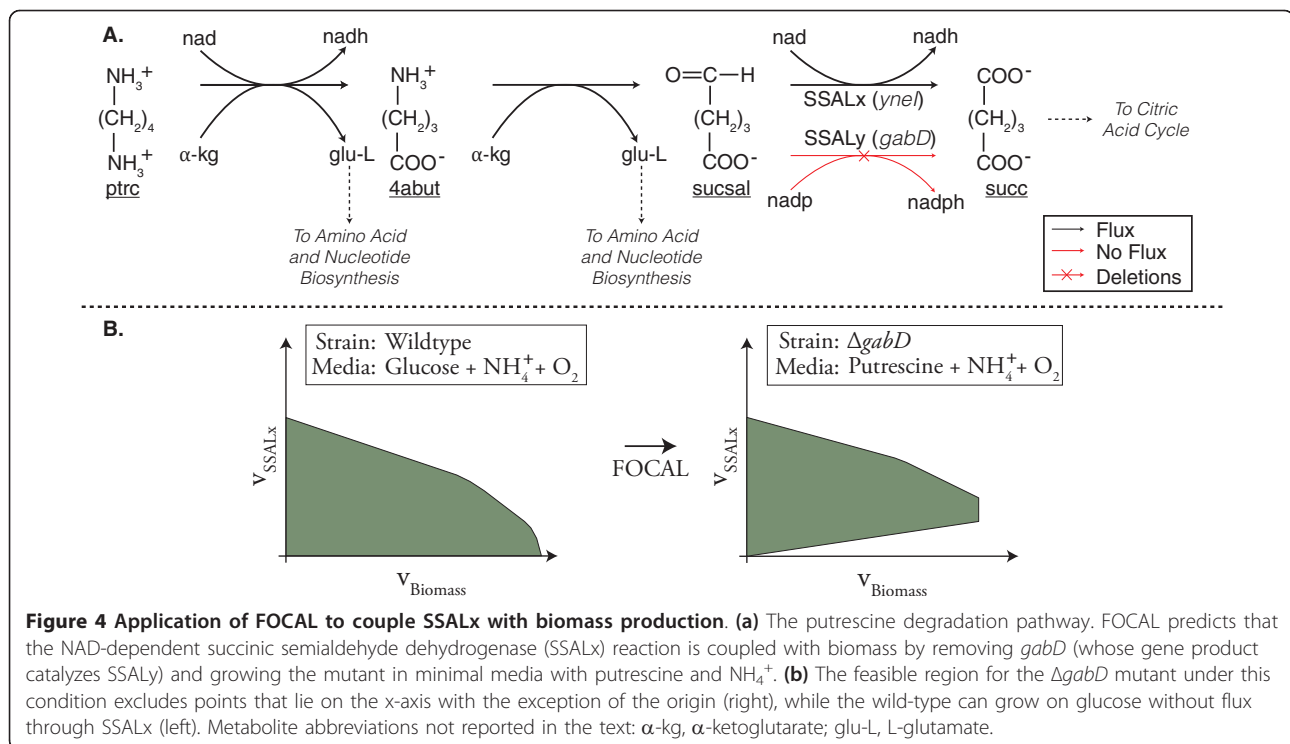 A.
nad nadh nad nadh
NH3+ NH3+ O=C—H COO-
SSALx (yneI)
(CH2)4 (CH2)3 (CH2)3 (CH2)3 To Citric
Acid Cycle
SSALy (gabD)
NH3+ α-kg glu-L COO- α-kg glu-L COO- COO-
ptrc 4abut sucsal nadp nadph succ
To Amino Acid
and Nucleotide
Biosynthesis
To Amino Acid
and Nucleotide
Biosynthesis
Flux
No Flux
Deletions
B.
Strain: Wildtype
Media: Glucose + NH4+ + O2
VSSALx
VBiomass
FOCAL
Strain: ΔgabD
Media: Putrescine + NH4+ + O2
VSSALx
VBiomass
Figure 4 Application of FOCAL to couple SSALx with biomass production. (a) The putrescine degradation pathway. FOCAL predicts that
the NAD-dependent succinic semialdehyde dehydrogenase (SSALx) reaction is coupled with biomass by removing gabD (whose gene product
catalyzes SSALy) and growing the mutant in minimal media with putrescine and NH4+. (b) The feasible region for the ΔgabD mutant under this
condition excludes points that lie on the x-axis with the exception of the origin (right), while the wild-type can grow on glucose without flux
through SSALx (left). Metabolite abbreviations not reported in the text: α-kg, α-ketoglutarate; glu-L, L-glutamate.